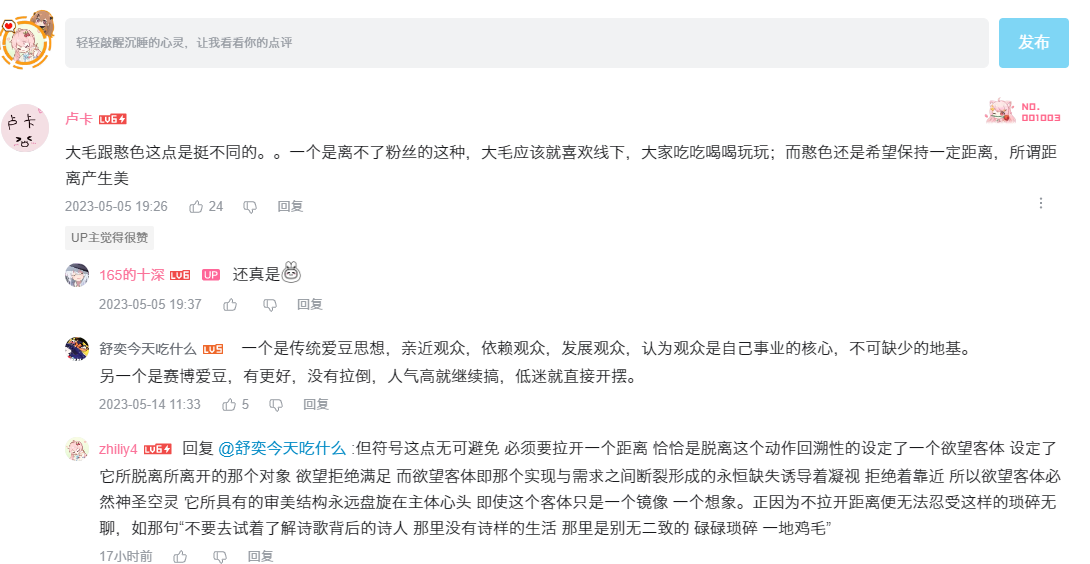 轻轻敲醒沉睡的心灵，让我看看你的点评
发布
卢卡
卢卡 LV6
NO.
001003
大毛跟憨色这点是挺不同的。。一个是离不了粉丝的这种，大毛应该就喜欢线下，大家吃吃喝喝玩玩；而憨色还是希望保持一定距离，所谓距
离产生美
2023-05-05 19:26 24 回复
UP主觉得很赞
165的十深 LV6 UP 还真是
2023-05-05 19:37 回复
舒奕今天吃什么 LV5 一个是传统爱豆思想，亲近观众，依赖观众，发展观众，认为观众是自己事业的核心，不可缺少的地基。
另一个是赛博爱豆，有更好，没有拉倒，人气高就继续搞，低迷就直接开摆。
2023-05-14 11:33 5 回复
zhiliy4 LV6 回复 @舒奕今天吃什么 :但符号这点无可避免 必须要拉开一个距离 恰恰是脱离这个动作回溯性的设定了一个欲望客体 设定了
它所脱离所离开的那个对象 欲望拒绝满足 而欲望客体即那个实现与需求之间断裂形成的永恒缺失诱导着凝视 拒绝着靠近 所以欲望客体必
然神圣空灵 它所具有的审美结构永远盘旋在主体心头 即使这个客体只是一个镜像 一个想象。正因为不拉开距离便无法忍受这样的琐碎无
聊，如那句“不要去试着了解诗歌背后的诗人 那里没有诗样的生活 那里是别无二致的 碌碌琐碎 一地鸡毛”
17小时前 回复